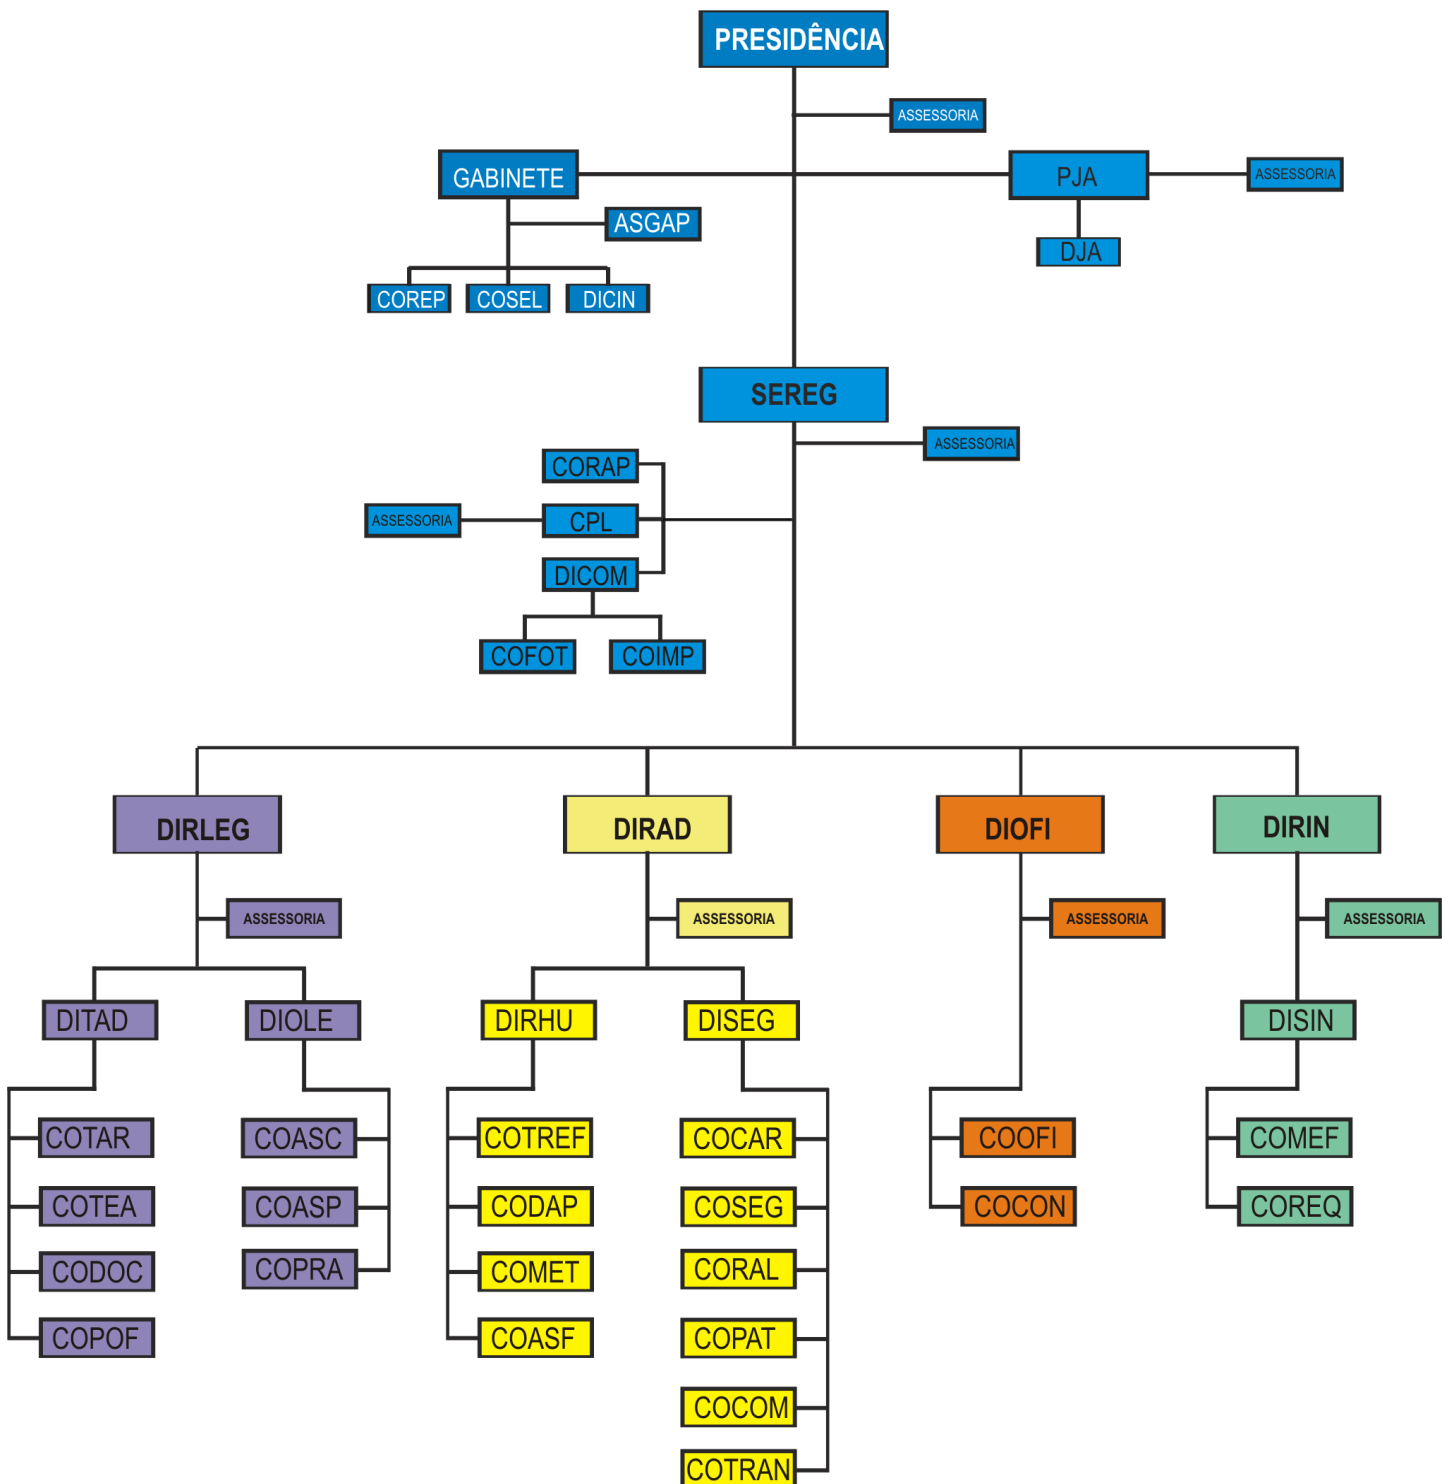 PRESIDÊNCIA
ASSESSORIA
GABINETE
PJA
ASSESSORIA
ASGAP
DJA
COREP
COSEL
DICIN
SEREG
ASSESSORIA
CORAP
ASSESSORIA
CPL
DICOM
COFOT
COIMP
DIRLEG
DIRAD
DIOFI
DIRIN
ASSESSORIA
ASSESSORIA
ASSESSORIA
ASSESSORIA
DITAD
DIOLE
DIRHU
DISEG
DISIN
COTAR
COASC
COTREF
COCAR
COOFI
COMEF
COTEA
COASP
CODAP
COSEG
COCON
COREQ
CODOC
COPRA
COMET
CORAL
COPOF
COASF
COPAT
COCOM
COTRAN